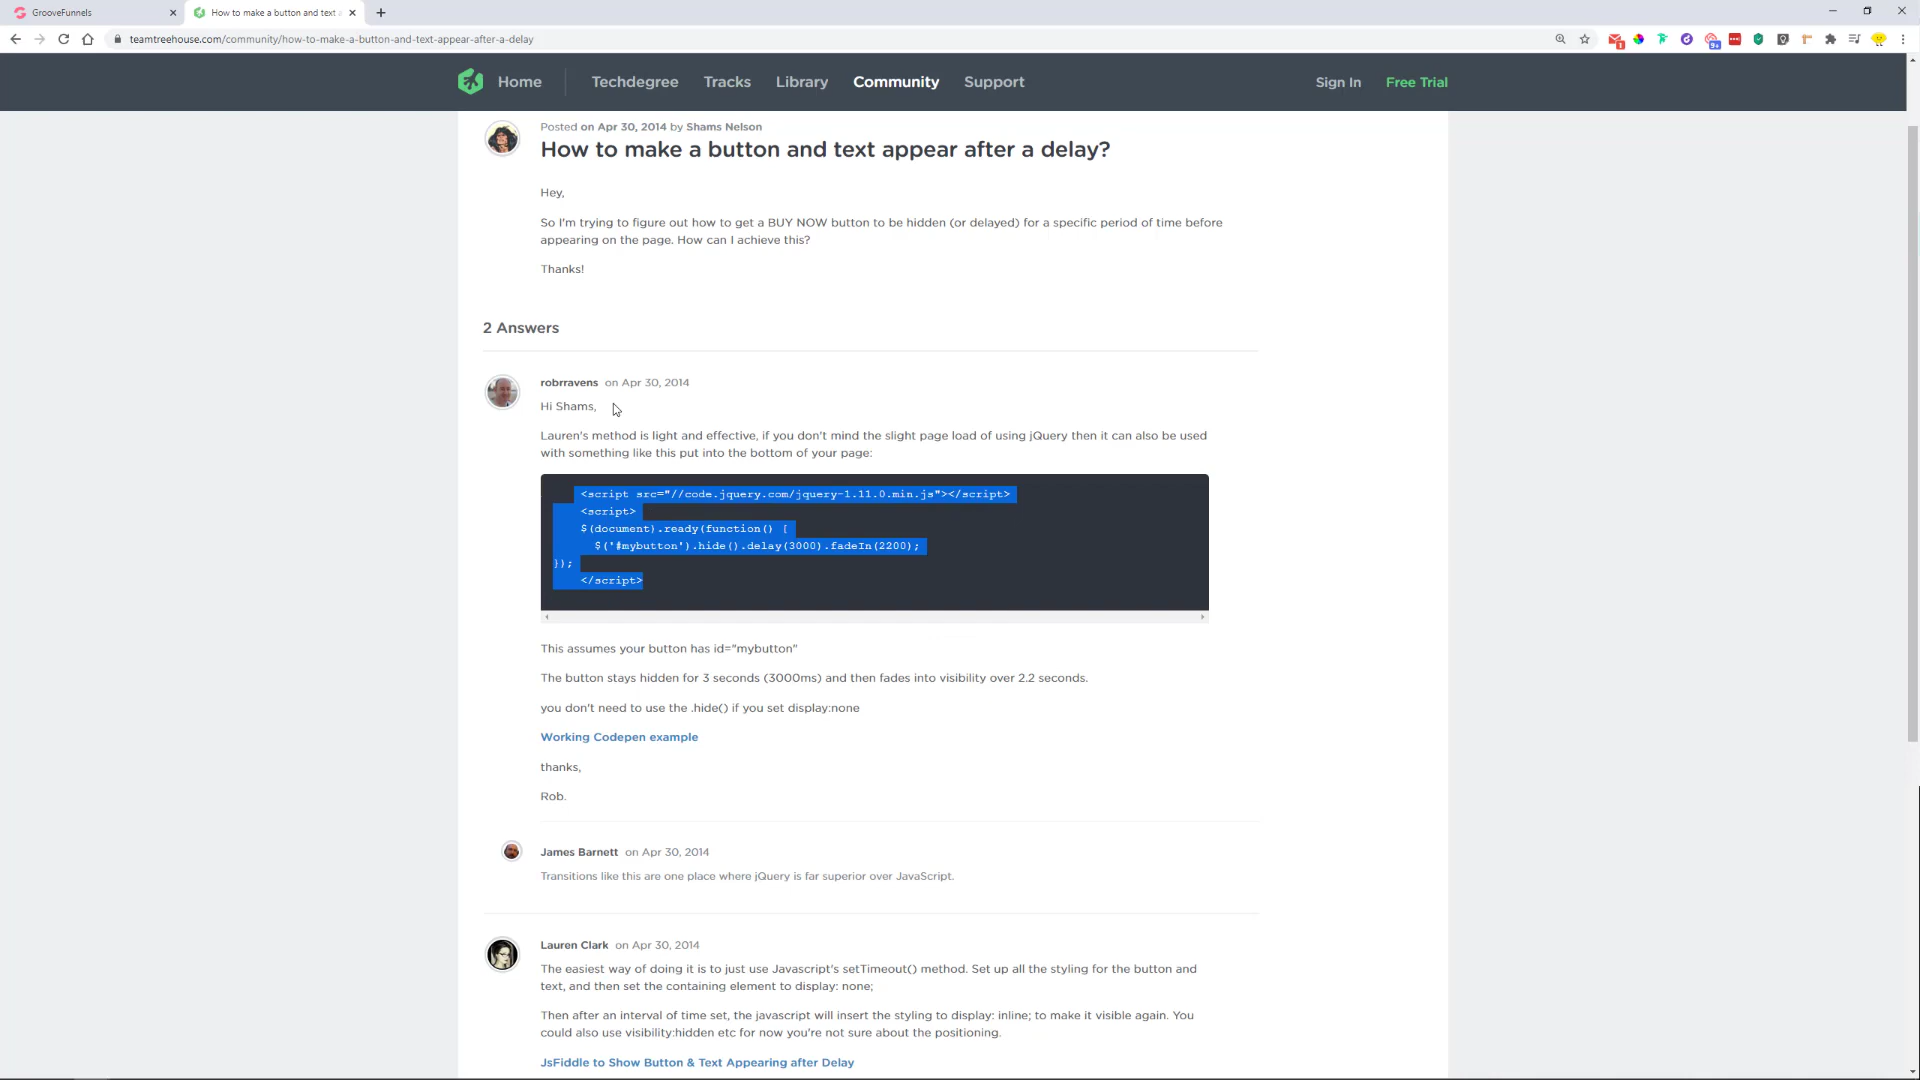 GrooveFunnels
How to make a button and text
teamtreehouse.com/community/how-to-make-a-button-and-text-appear-after-a-delay
Home
Techdegree
Tracks
Library
Community
Support
Sign In
Free Trial
Posted on Apr 30, 2014 by Shams Nelson
How to make a button and text appear after a delay?
Hey,
So I'm trying to figure out how to get a BUY NOW button to be hidden (or delayed) for a specific period of time before
appearing on the page. How can I achieve this?
Thanks!
2 Answers
robrravens on Apr 30, 2014
Hi Shams,
Lauren's method is light and effective, if you don't mind the slight page load of using jQuery then it can also be used
with something like this put into the bottom of your page:
<script src="//code.jquery.com/jquery-1.11.0.min.js"></script>
<script>
$(document).ready(function() {
$('#mybutton').hide().delay(3000).fadeIn(2200);
});
</script>
This assumes your button has id="mybutton"
The button stays hidden for 3 seconds (3000ms) and then fades into visibility over 2.2 seconds.
you don't need to use the .hide() if you set display:none
Working Codepen example
thanks,
Rob.
James Barnett on Apr 30, 2014
Transitions like this are one place where jQuery is far superior over JavaScript.
Lauren Clark on Apr 30, 2014
The easiest way of doing it is to just use Javascript's setTimeout() method. Set up all the styling for the button and
text, and then set the containing element to display: none;
Then after an interval of time set, the javascript will insert the styling to display: inline; to make it visible again. You
could also use visibility:hidden etc for now you're not sure about the positioning.
JsFiddle to Show Button & Text Appearing after Delay